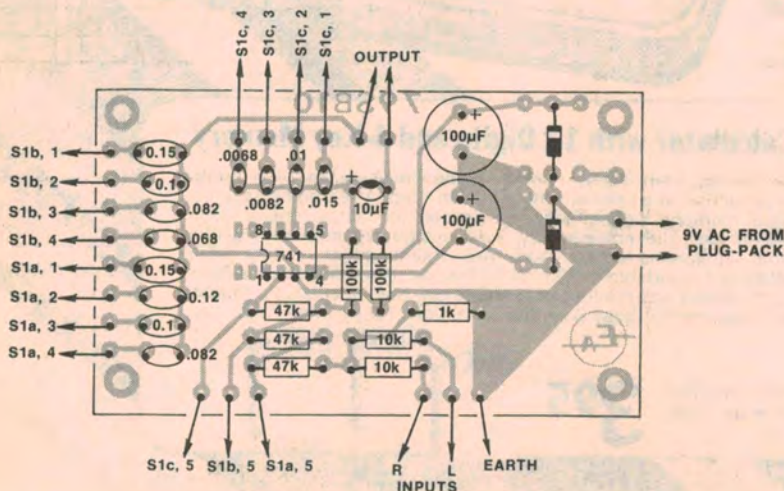 S1c, 4
S1c, 3
S1c, 2
S1c, 1
OUTPUT
S1b, 1
S1b, 2
S1b, 3
S1b, 4
S1a, 1
S1a, 2
S1a, 3
S1a, 4
0.15
0.1
.082
.068
0.15
0.12
0.1
.082
.0068
.01
.0082
.015
+
10µF
+
100µF
+
100µF
8
5
741
1
4
100k
100k
47k
47k
47k
1k
10k
10k
9V AC FROM
PLUG-PACK
EA
S1c, 5
S1b, 5
S1a, 5
R
L
INPUTS
EARTH